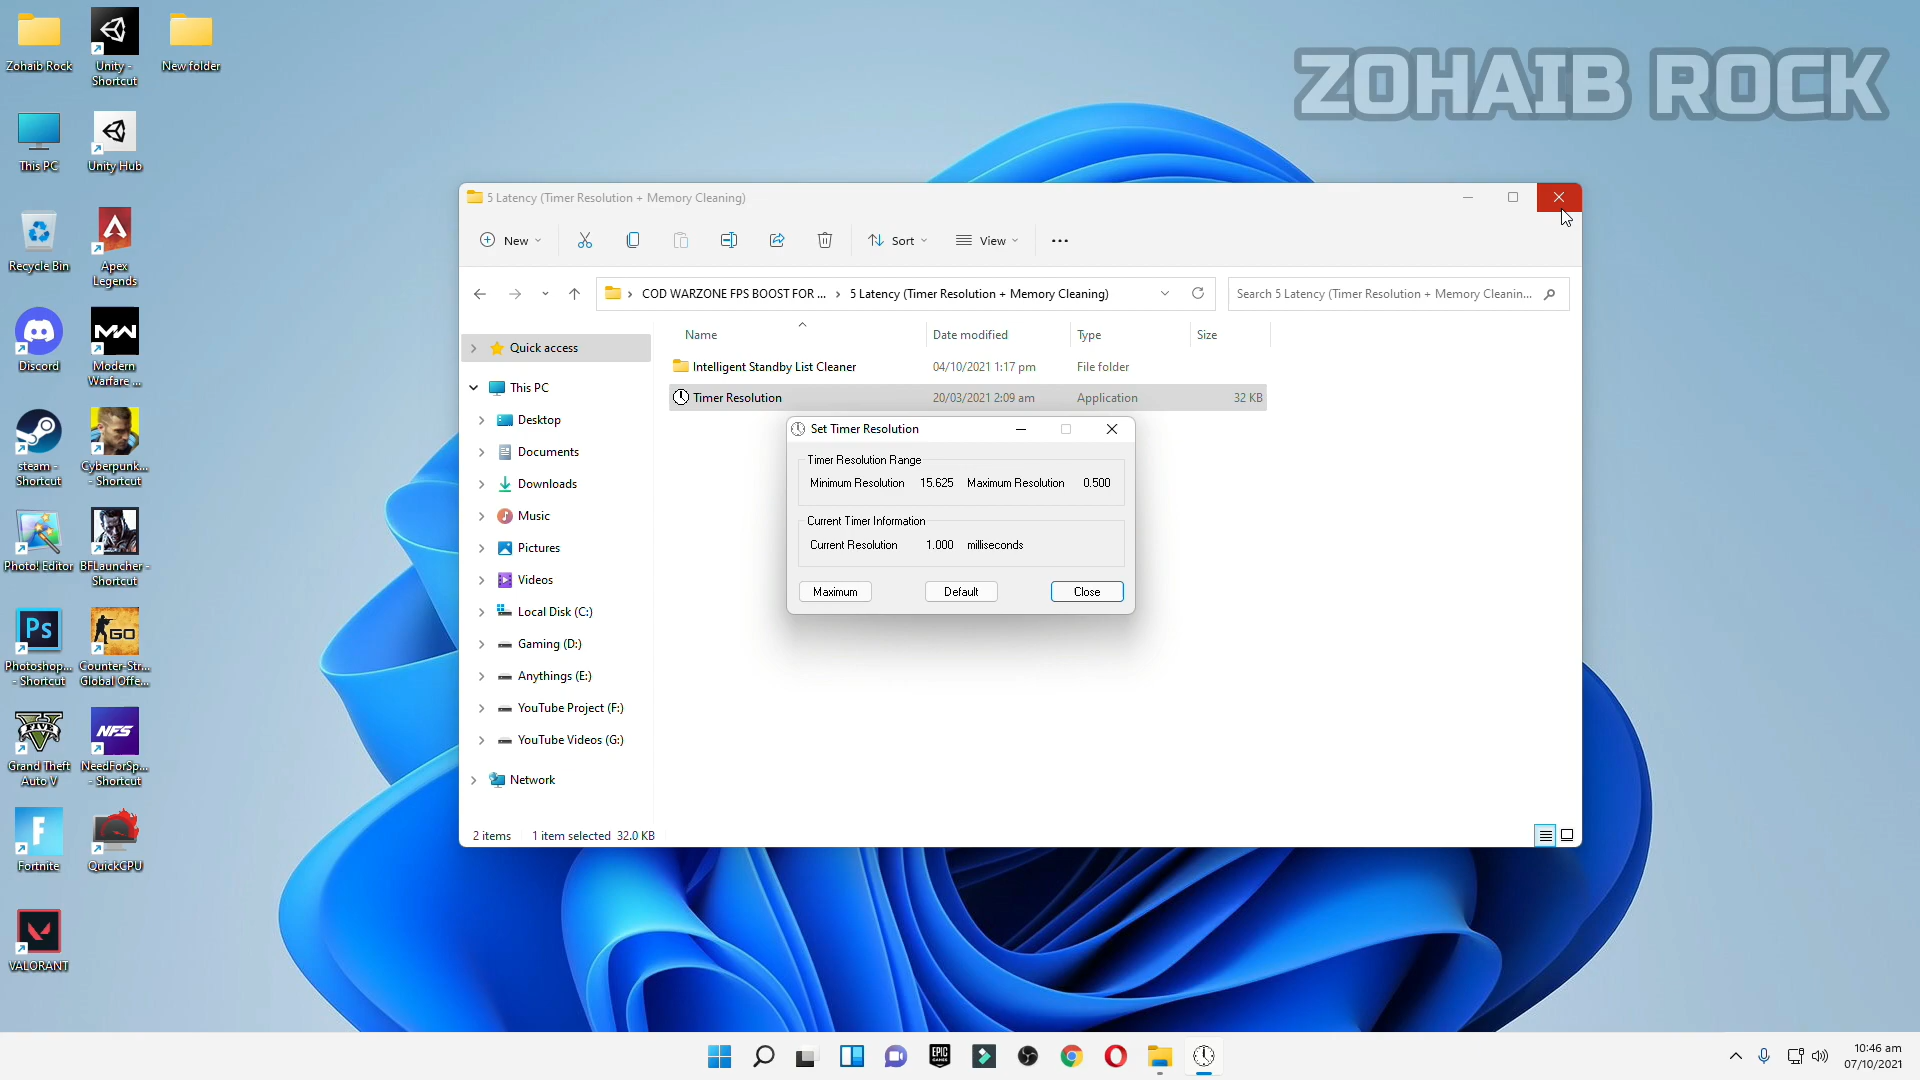 Zohaib Rock
Unity -
Shortcut
New folder
This PC
Unity Hub
Recycle Bin
Apex
Legends
Discord
Modern
Warfare ...
steam -
Shortcut
Cyberpunk...
- Shortcut
Photo! Editor
BFLauncher -
Shortcut
Photoshop...
- Shortcut
Counter-Str...
Global Offe...
Grand Theft
Auto V
NeedForSp...
- Shortcut
Fortnite
QuickCPU
VALORANT
ZOHAIB ROCK
5 Latency (Timer Resolution + Memory Cleaning)
New
Sort
View
COD WARZONE FPS BOOST FOR ... › 5 Latency (Timer Resolution + Memory Cleaning)
Search 5 Latency (Timer Resolution + Memory Cleanin...
Name Date modified Type Size
Intelligent Standby List Cleaner 04/10/2021 1:17 pm File folder
Timer Resolution 20/03/2021 2:09 am Application 32 KB
Quick access
This PC
Desktop
Documents
Downloads
Music
Pictures
Videos
Local Disk (C:)
Gaming (D:)
Anythings (E:)
YouTube Project (F:)
YouTube Videos (G:)
Network
Set Timer Resolution
Timer Resolution Range
Minimum Resolution 15.625 Maximum Resolution 0.500
Current Timer Information
Current Resolution 1.000 milliseconds
Maximum Default Close
2 items 1 item selected 32.0 KB
Ps
GO
FIVE
NFS
EPIC
GAMES
10:46 am
07/10/2021